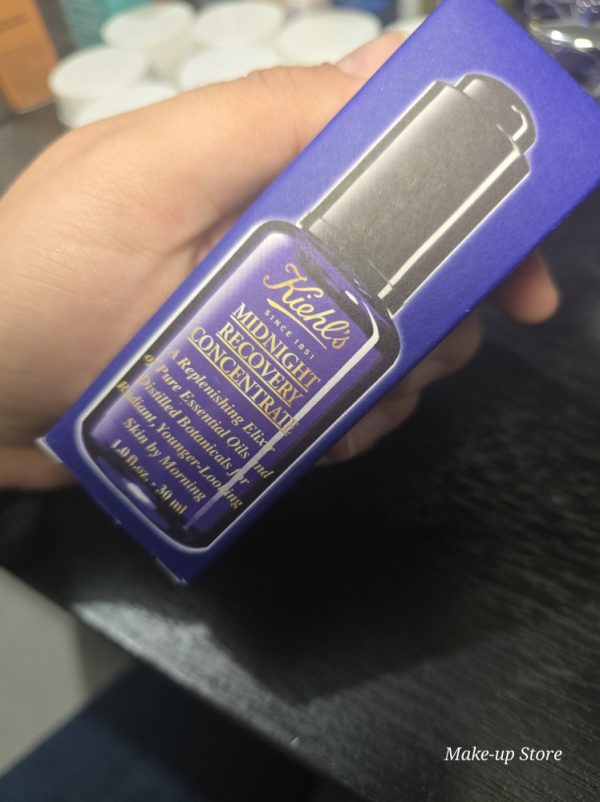 Kiehl's
SINCE 1851
MIDNIGHT
RECOVERY
CONCENTRATE
A Replenishing Elixir
of Pure Essential Oils and
Distilled Botanicals for
Radiant, Younger-Looking
Skin by Morning
1.0 fl.oz. - 30 ml
Make-up Store